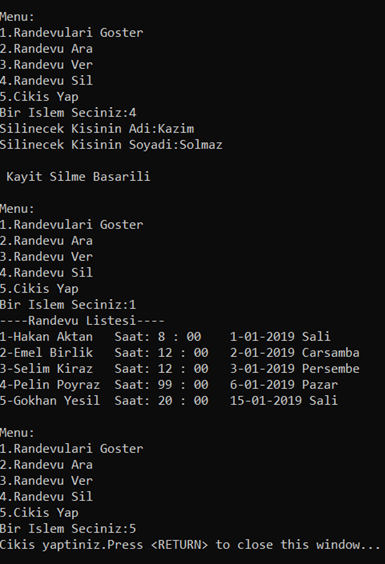 Menu:
1.Randevulari Goster
2.Randevu Ara
3.Randevu Ver
4.Randevu Sil
5.Cikis Yap
Bir Islem Seciniz:4
Silinecek Kisinin Adi:Kazim
Silinecek Kisinin Soyadi:Solmaz
Kayit Silme Basarili
Menu:
1.Randevulari Goster
2.Randevu Ara
3.Randevu Ver
4.Randevu Sil
5.Cikis Yap
Bir Islem Seciniz:1
----Randevu Listesi----
1-Hakan Aktan   Saat: 8 : 00    1-01-2019 Sali
2-Emel Birlik   Saat: 12 : 00   2-01-2019 Carsamba
3-Selim Kiraz   Saat: 12 : 00   3-01-2019 Persembe
4-Pelin Poyraz  Saat: 99 : 00   6-01-2019 Pazar
5-Gokhan Yesil  Saat: 20 : 00   15-01-2019 Sali
Menu:
1.Randevulari Goster
2.Randevu Ara
3.Randevu Ver
4.Randevu Sil
5.Cikis Yap
Bir Islem Seciniz:5
Cikis yaptiniz.Press <RETURN> to close this window...